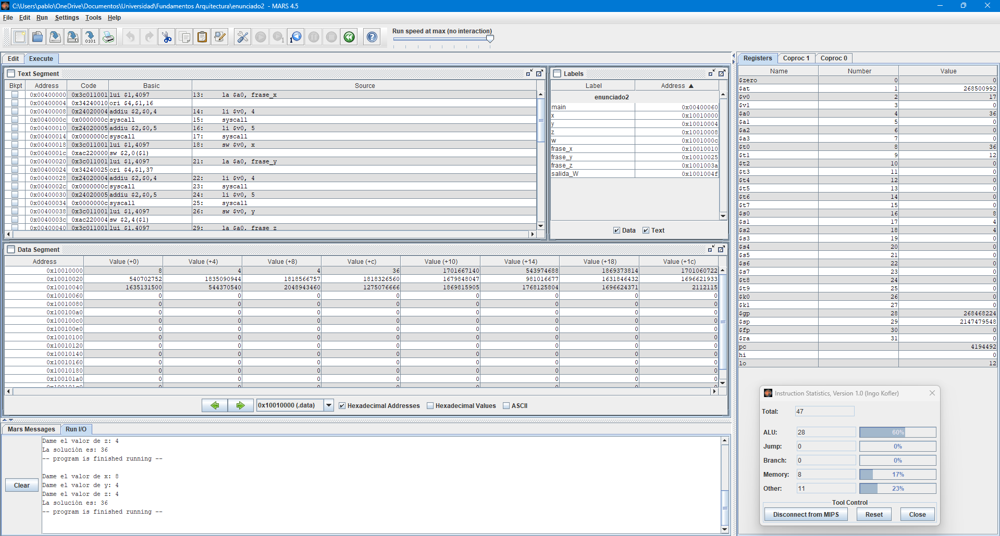 C:\Users\pablo\OneDrive\Documentos\Universidad\Fundamentos Arquitectura\enunciado2 - MARS 4.5
File Edit Run Settings Tools Help
Run speed at max (no interaction)
Edit Execute
Text Segment
Bkpt Address Code Basic Source
0x00400000 0x3c011001 lui $1,4097 13: la $a0, frase_x
0x00400004 0x34240010 ori $4,$1,16
0x00400008 0x24020004 addiu $2,$0,4 14: li $v0, 4
0x0040000c 0x0000000c syscall 15: syscall
0x00400010 0x24020005 addiu $2,$0,5 16: li $v0, 5
0x00400014 0x0000000c syscall 17: syscall
0x00400018 0x3c011001 lui $1,4097 18: sw $v0, x
0x0040001c 0xac220000 sw $2,0($1)
0x00400020 0x3c011001 lui $1,4097 21: la $a0, frase_y
0x00400024 0x34240025 ori $4,$1,37
0x00400028 0x24020004 addiu $2,$0,4 22: li $v0, 4
0x0040002c 0x0000000c syscall 23: syscall
0x00400030 0x24020005 addiu $2,$0,5 24: li $v0, 5
0x00400034 0x0000000c syscall 25: syscall
0x00400038 0x3c011001 lui $1,4097 26: sw $v0, y
0x0040003c 0xac220004 sw $2,4($1)
0x00400040 0x3c011001 lui $1,4097 29: la $a0, frase_z
Labels
Label Address ▲
enunciado2
main 0x00400060
x 0x10010000
y 0x10010004
z 0x10010008
w 0x1001000c
frase_x 0x10010010
frase_y 0x10010025
frase_z 0x1001003a
salida_W 0x1001004f
Data Text
Data Segment
Address Value (+0) Value (+4) Value (+8) Value (+c) Value (+10) Value (+14) Value (+18) Value (+1c)
0x10010000 8 4 4 36 1701667140 543974688 1869373814 1701060722
0x10010020 540702752 1835090944 1818566757 1818326560 1679848047 981016677 1631846432 1696621933
0x10010040 1635131500 544370540 2048943460 1275076666 1869815905 1768125804 1696624371 2112115
0x10010060 0 0 0 0 0 0 0 0
0x10010080 0 0 0 0 0 0 0 0
0x100100a0 0 0 0 0 0 0 0 0
0x100100c0 0 0 0 0 0 0 0 0
0x100100e0 0 0 0 0 0 0 0 0
0x10010100 0 0 0 0 0 0 0 0
0x10010120 0 0 0 0 0 0 0 0
0x10010140 0 0 0 0 0 0 0 0
0x10010160 0 0 0 0 0 0 0 0
0x10010180 0 0 0 0 0 0 0 0
0x100101a0 0 0 0 0 0 0 0 0
0x100101c0 0 0 0 0 0 0 0 0
0x10010000 (.data) Hexadecimal Addresses Hexadecimal Values ASCII
Mars Messages Run I/O
Clear
Dame el valor de z: 4
La solución es: 36
-- program is finished running --
Dame el valor de x: 8
Dame el valor de y: 4
Dame el valor de z: 4
La solución es: 36
-- program is finished running --
Registers Coproc 1 Coproc 0
Name Number Value
$zero 0 0
$at 1 268500992
$v0 2 17
$v1 3 0
$a0 4 36
$a1 5 0
$a2 6 0
$a3 7 0
$t0 8 36
$t1 9 12
$t2 10 0
$t3 11 0
$t4 12 0
$t5 13 0
$t6 14 0
$t7 15 0
$s0 16 8
$s1 17 4
$s2 18 4
$s3 19 0
$s4 20 0
$s5 21 0
$s6 22 0
$s7 23 0
$t8 24 0
$t9 25 0
$k0 26 0
$k1 27 0
$gp 28 268468224
$sp 29 2147479548
$fp 30 0
$ra 31 0
pc 4194492
hi 0
lo 12
Instruction Statistics, Version 1.0 (Ingo Kofler)
Total: 47
ALU: 28 60%
Jump: 0 0%
Branch: 0 0%
Memory: 8 17%
Other: 11 23%
Tool Control
Disconnect from MIPS Reset Close